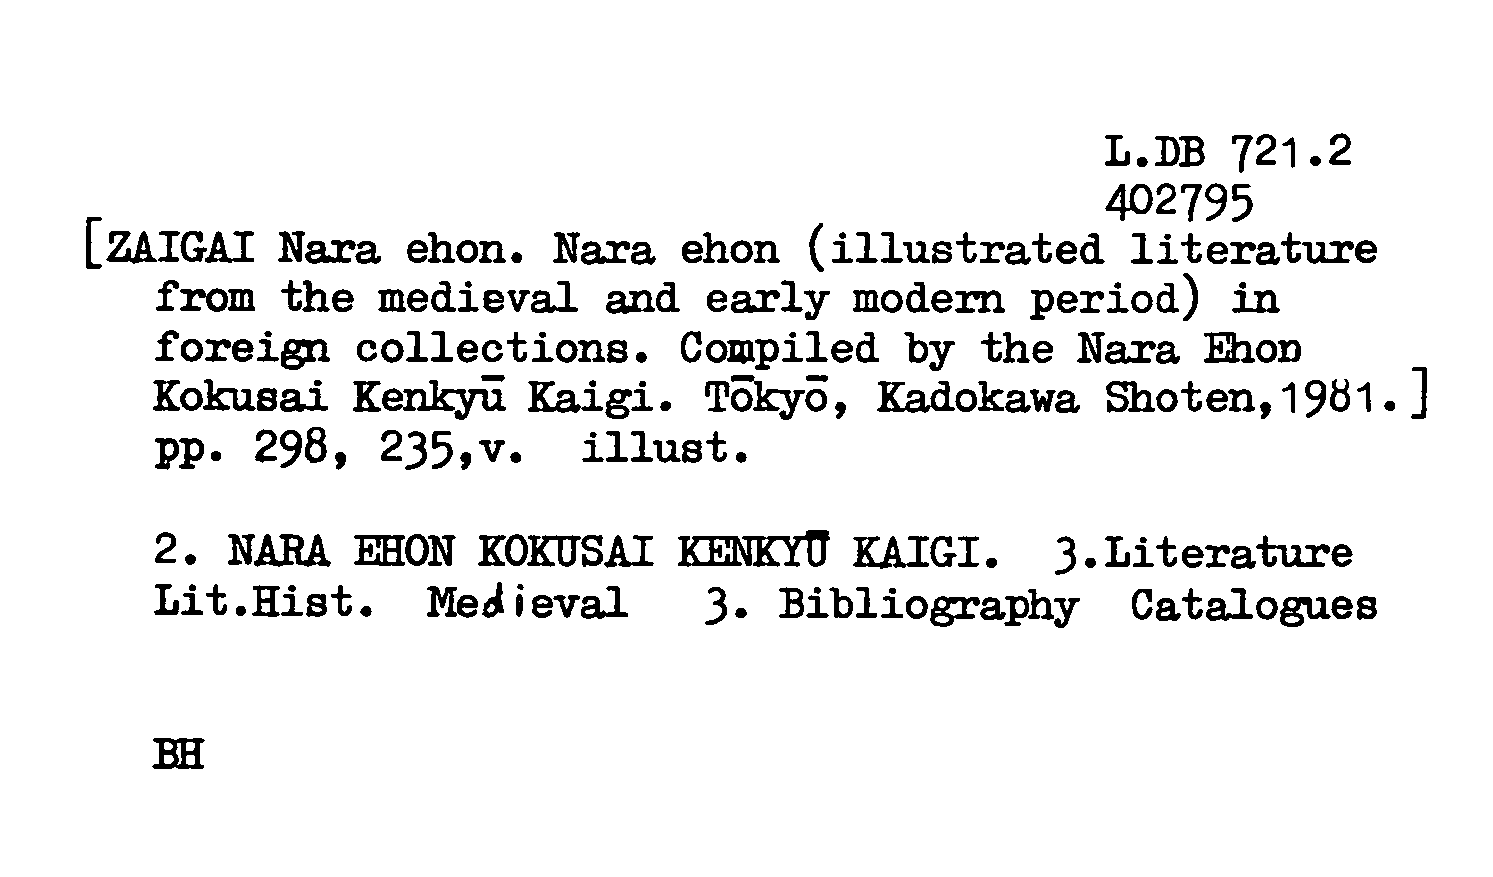 L.DB 721.2
402795
[ZAIGAI Nara ehon. Nara ehon (illustrated literature
from the medieval and early modern period) in
foreign collections. Compiled by the Nara Ehon
Kokusai Kenkyū Kaigi. Tōkyō, Kadokawa Shoten,1981.]
pp. 298, 235,v. illust.
2. NARA EHON KOKUSAI KENKYŪ KAIGI. 3.Literature
Lit.Hist. Medieval 3. Bibliography Catalogues
BH